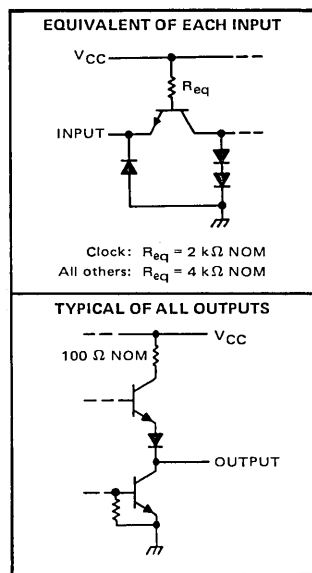 EQUIVALENT OF EACH INPUT
VCC
Req
INPUT
Clock: Req = 2 kΩ NOM
All others: Req = 4 kΩ NOM
TYPICAL OF ALL OUTPUTS
VCC
100 Ω NOM
OUTPUT